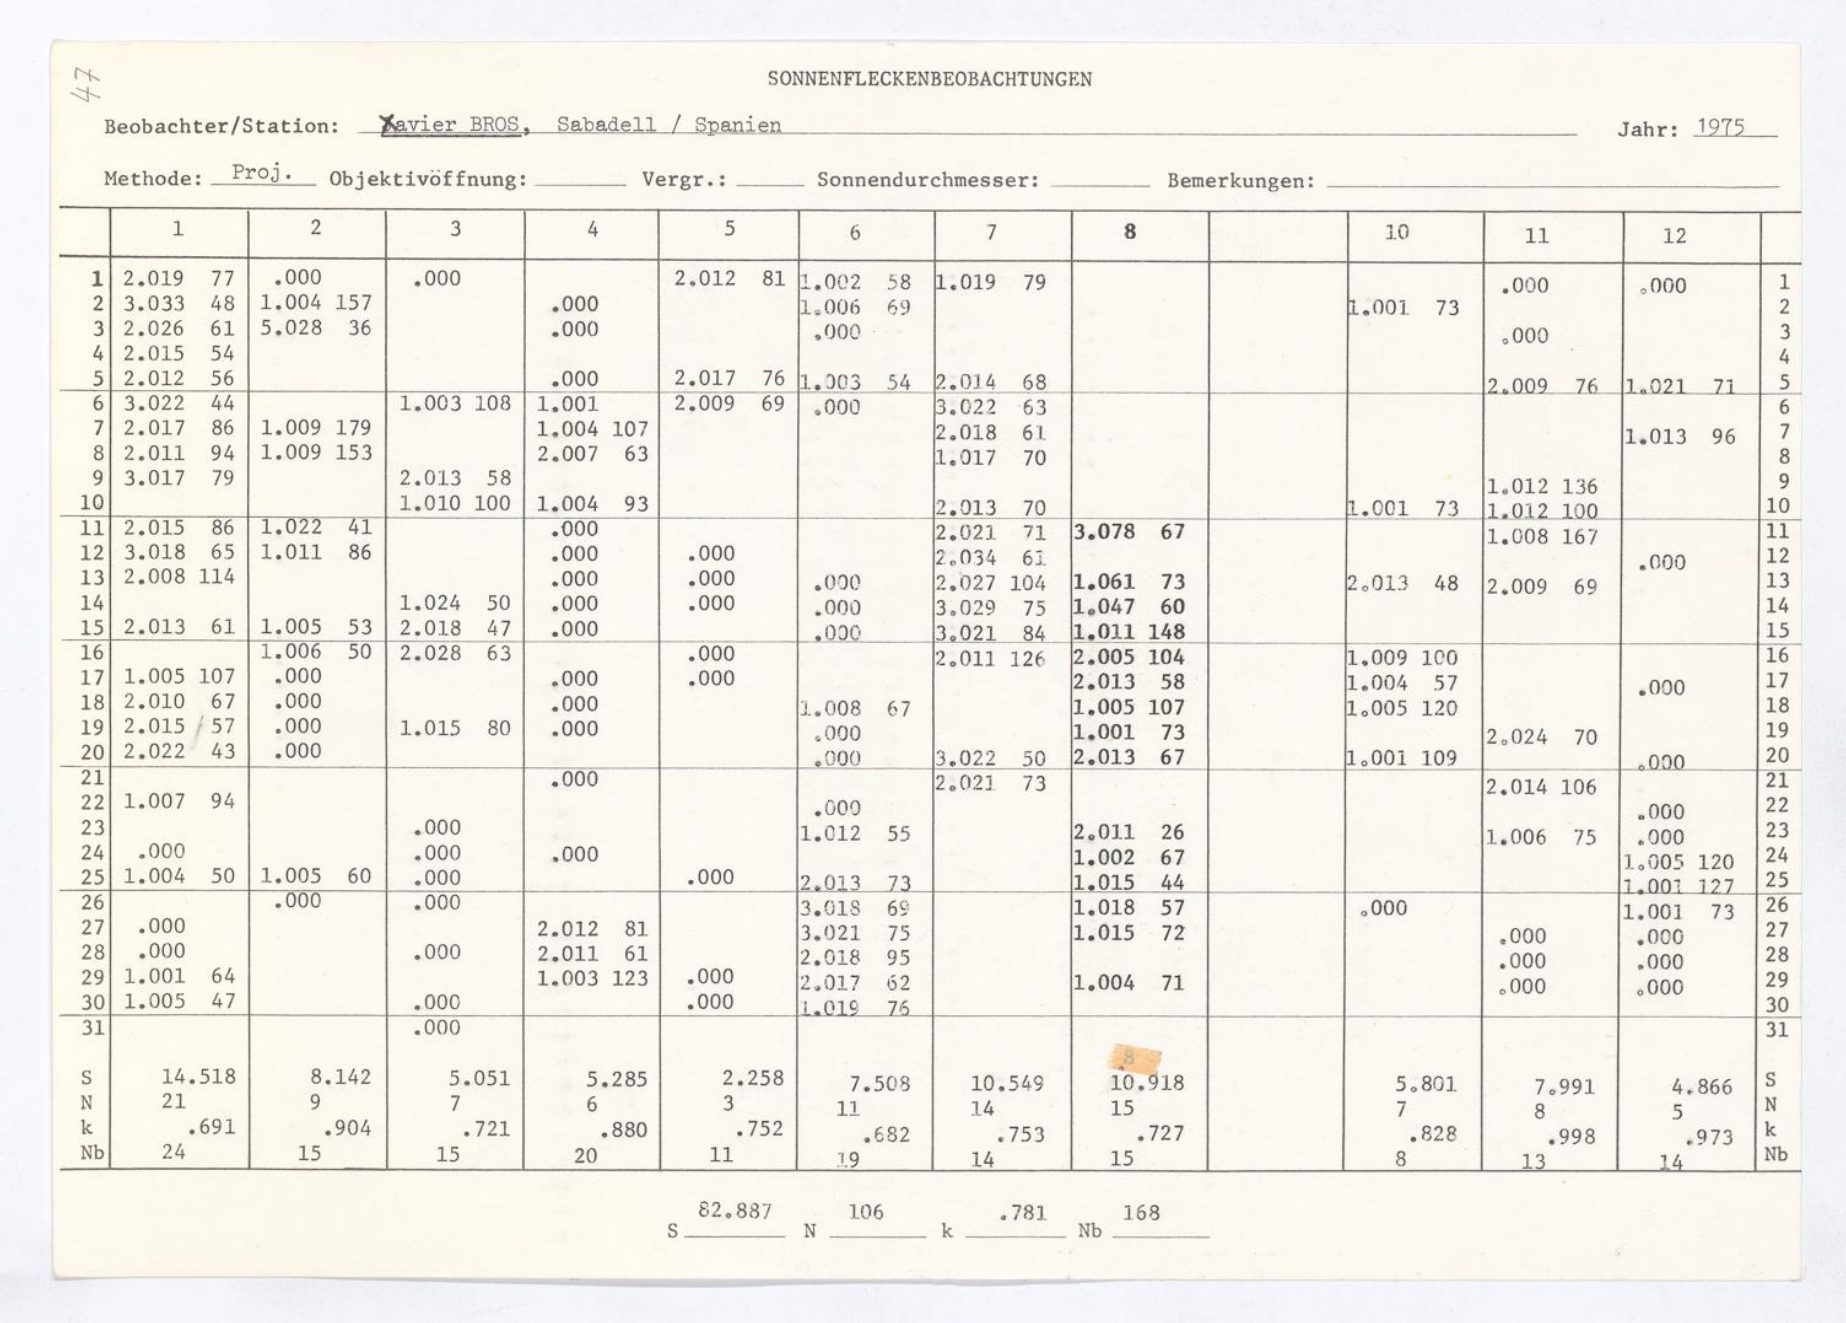 47
SONNENFLECKENBEOBACHTUNGEN
Beobachter/Station: Xavier BROS, Sabadell / Spanien Jahr: 1975
Methode: Proj. Objektivöffnung: Vergr.: Sonnendurchmesser: Bemerkungen:
1 2 3 4 5 6 7 8 10 11 12
1 2.019 77 .000 .000 2.012 81 1.002 58 1.019 79 .000 .000 1
2 3.033 48 1.004 157 .000 1.006 69 1.001 73 2
3 2.026 61 5.028 36 .000 .000 .000 3
4 2.015 54 4
5 2.012 56 .000 2.017 76 1.003 54 2.014 68 2.009 76 1.021 71 5
6 3.022 44 1.003 108 1.001 2.009 69 .000 3.022 63 6
7 2.017 86 1.009 179 1.004 107 2.018 61 1.013 96 7
8 2.011 94 1.009 153 2.007 63 1.017 70 8
9 3.017 79 2.013 58 1.012 136 9
10 1.010 100 1.004 93 2.013 70 1.001 73 1.012 100 10
11 2.015 86 1.022 41 .000 2.021 71 3.078 67 1.008 167 11
12 3.018 65 1.011 86 .000 .000 2.034 61 .000 12
13 2.008 114 .000 .000 .000 2.027 104 1.061 73 2.013 48 2.009 69 13
14 1.024 50 .000 .000 .000 3.029 75 1.047 60 14
15 2.013 61 1.005 53 2.018 47 .000 .000 3.021 84 1.011 148 15
16 1.006 50 2.028 63 .000 2.011 126 2.005 104 1.009 100 16
17 1.005 107 .000 .000 .000 2.013 58 1.004 57 .000 17
18 2.010 67 .000 .000 1.008 67 1.005 107 1.005 120 18
19 2.015 57 .000 1.015 80 .000 .000 1.001 73 2.024 70 19
20 2.022 43 .000 .000 3.022 50 2.013 67 1.001 109 .000 20
21 .000 2.021 73 2.014 106 21
22 1.007 94 .000 .000 22
23 .000 1.012 55 2.011 26 1.006 75 .000 23
24 .000 .000 .000 1.002 67 1.005 120 24
25 1.004 50 1.005 60 .000 .000 2.013 73 1.015 44 1.001 127 25
26 .000 .000 3.018 69 1.018 57 .000 1.001 73 26
27 .000 2.012 81 3.021 75 1.015 72 .000 .000 27
28 .000 .000 2.011 61 2.018 95 .000 .000 28
29 1.001 64 1.003 123 .000 2.017 62 1.004 71 .000 .000 29
30 1.005 47 .000 .000 1.019 76 30
31 .000 31
8
S 14.518 8.142 5.051 5.285 2.258 7.508 10.549 10.918 5.801 7.991 4.866 S
N 21 9 7 6 3 11 14 15 7 8 5 N
k .691 .904 .721 .880 .752 .682 .753 .727 .828 .998 .973 k
Nb 24 15 15 20 11 19 14 15 8 13 14 Nb
S 82.887 N 106 k .781 Nb 168